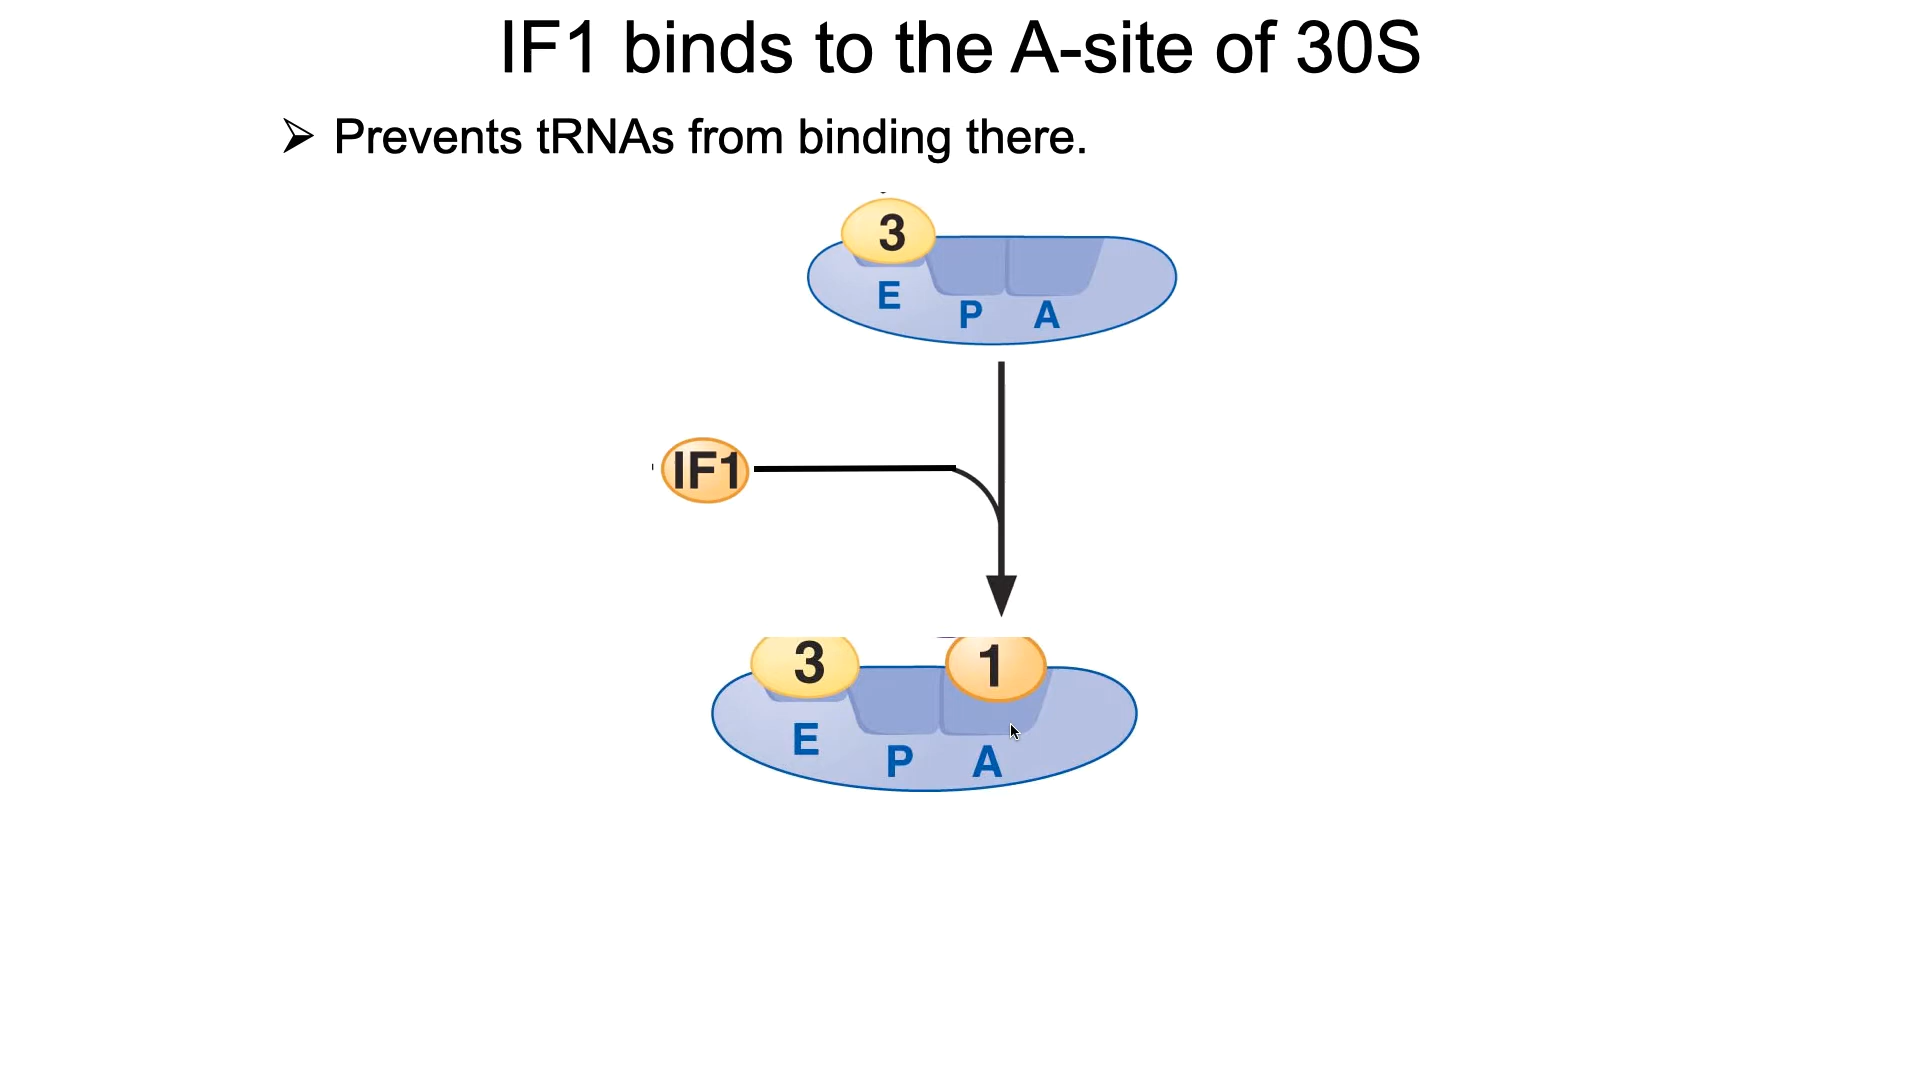 IF1 binds to the A-site of 30S
➢ Prevents tRNAs from binding there.
3
E
P A
IF1
3 1
E
P A